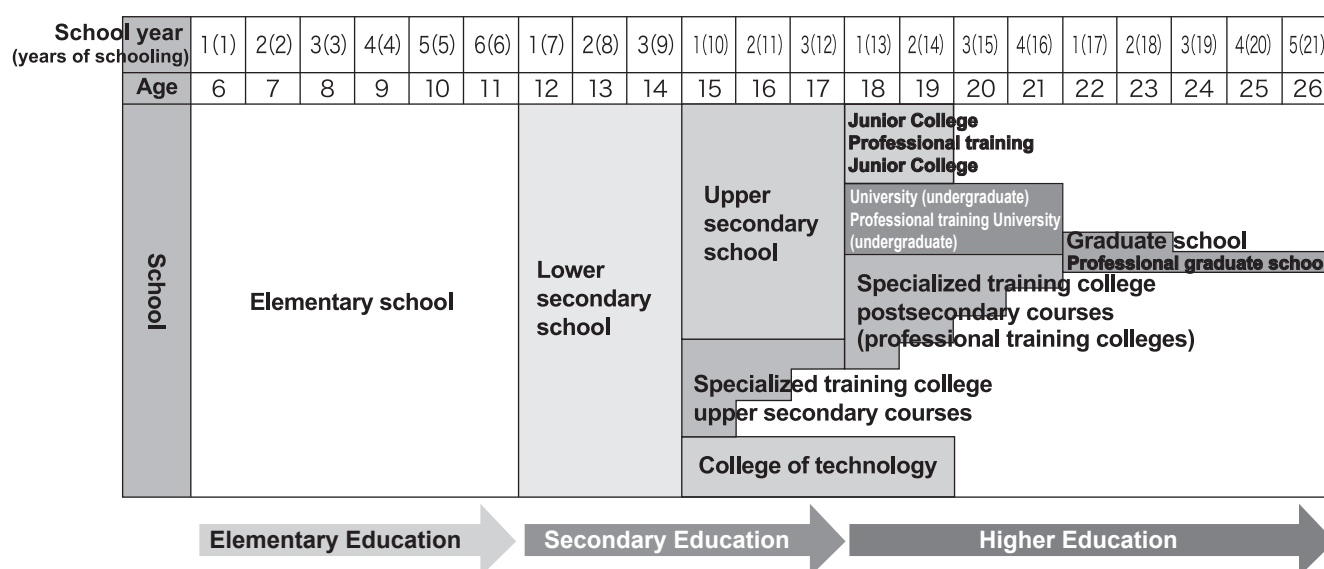 School year
(years of schooling)
1(1) 2(2) 3(3) 4(4) 5(5) 6(6) 1(7) 2(8) 3(9) 1(10) 2(11) 3(12) 1(13) 2(14) 3(15) 4(16) 1(17) 2(18) 3(19) 4(20) 5(21)
Age 6 7 8 9 10 11 12 13 14 15 16 17 18 19 20 21 22 23 24 25 26
School
Elementary school
Lower
secondary
school
Upper
secondary
school
Junior College
Professional training
Junior College
University (undergraduate)
Professional training University
(undergraduate)
Graduate school
Professional graduate schoo
Specialized training college
postsecondary courses
(professional training colleges)
Specialized training college
upper secondary courses
College of technology
Elementary Education
Secondary Education
Higher Education